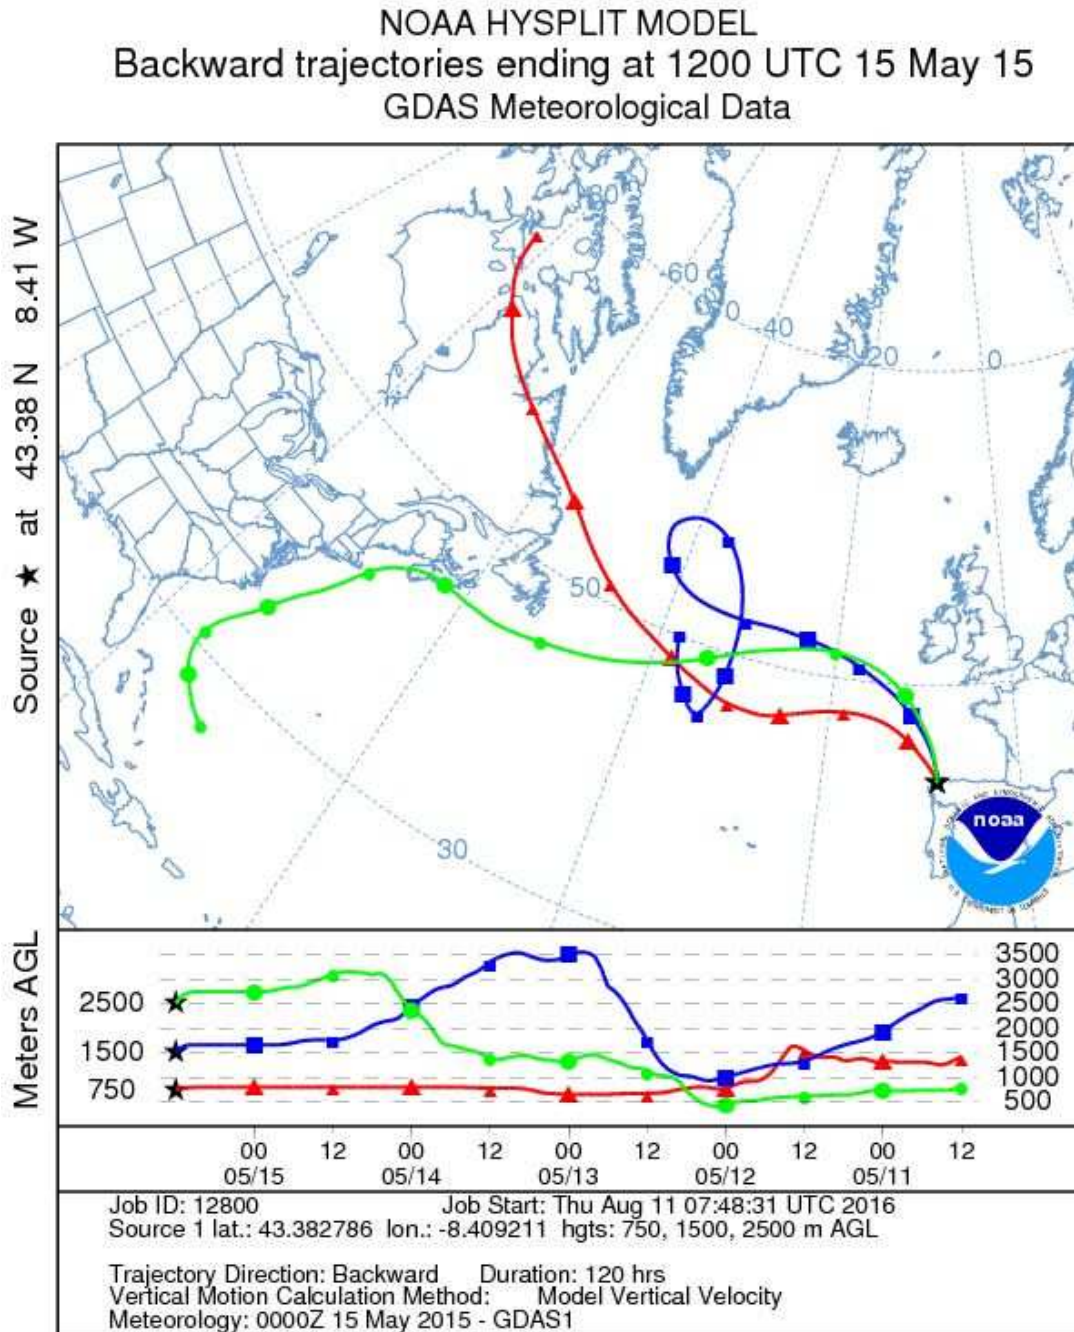 NOAA HYSPLIT MODEL
Backward trajectories ending at 1200 UTC 15 May 15
GDAS Meteorological Data
Source ★ at 43.38 N 8.41 W
80
60
40
-40
20
0
50
30
noaa
Meters AGL
2500
1500
750
3500
3000
2500
2000
1500
1000
500
00 12 00 12 00 12 00 12 00 12
05/15 05/14 05/13 05/12 05/11
Job ID: 12800 Job Start: Thu Aug 11 07:48:31 UTC 2016
Source 1 lat.: 43.382786 lon.: -8.409211 hgts: 750, 1500, 2500 m AGL
Trajectory Direction: Backward Duration: 120 hrs
Vertical Motion Calculation Method: Model Vertical Velocity
Meteorology: 0000Z 15 May 2015 - GDAS1